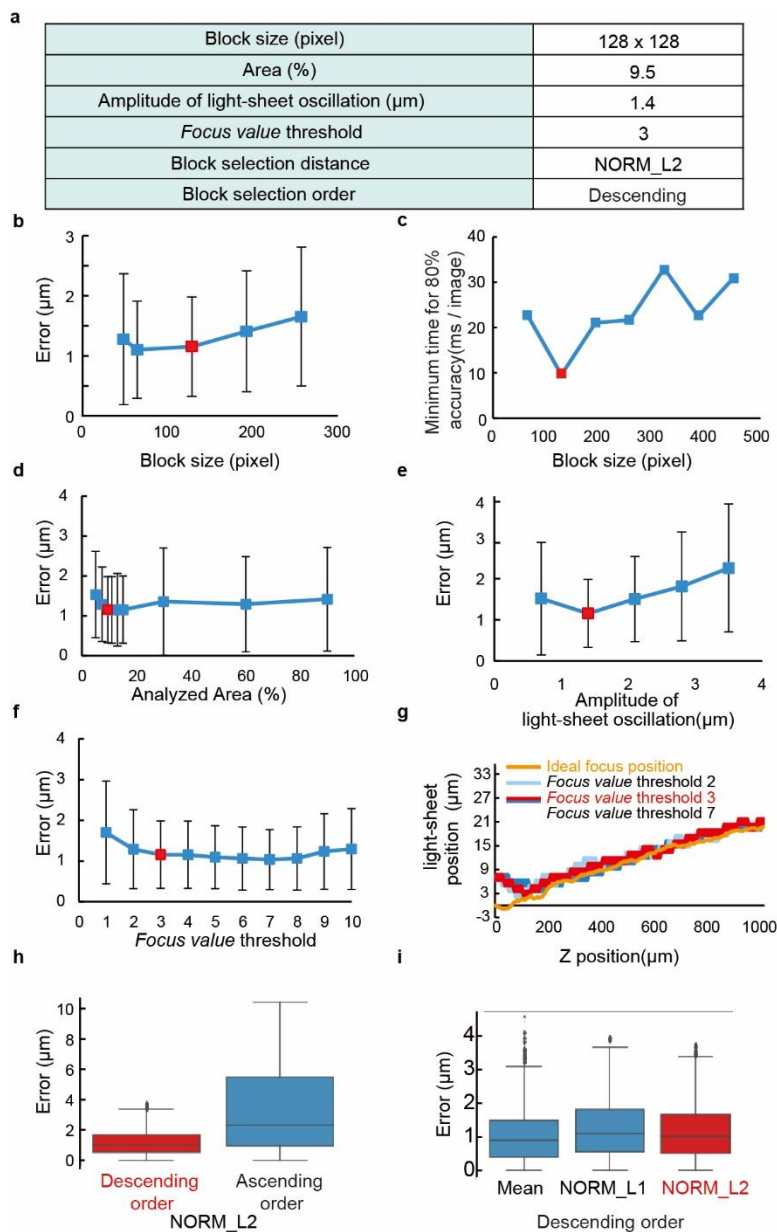 a
Block size (pixel) 128 x 128
Area (%) 9.5
Amplitude of light-sheet oscillation (μm) 1.4
Focus value threshold 3
Block selection distance NORM_L2
Block selection order Descending
b
3
2
1
0
Error (μm)
0 100 200 300
Block size (pixel)
c
40
30
20
10
0
Minimum time for 80%
accuracy(ms / image)
0 100 200 300 400 500
Block size (pixel)
d
4
3
2
1
0
Error (μm)
0 20 40 60 80 100
Analyzed Area (%)
e
4
3
2
1
0
Error (μm)
0 1 2 3 4
Amplitude of
light-sheet oscillation(μm)
f
4
3
2
1
0
Error (μm)
0 1 2 3 4 5 6 7 8 9 10
Focus value threshold
g
Ideal focus position
Focus value threshold 2
Focus value threshold 3
Focus value threshold 7
33
27
21
15
9
3
-3
light-sheet
position (μm)
0 200 400 600 800 1000
Z position(μm)
h
10
8
6
4
2
0
Error (μm)
Descending
order
Ascending
order
NORM_L2
i
4
3
2
1
0
Error (μm)
Mean NORM_L1 NORM_L2
Descending order